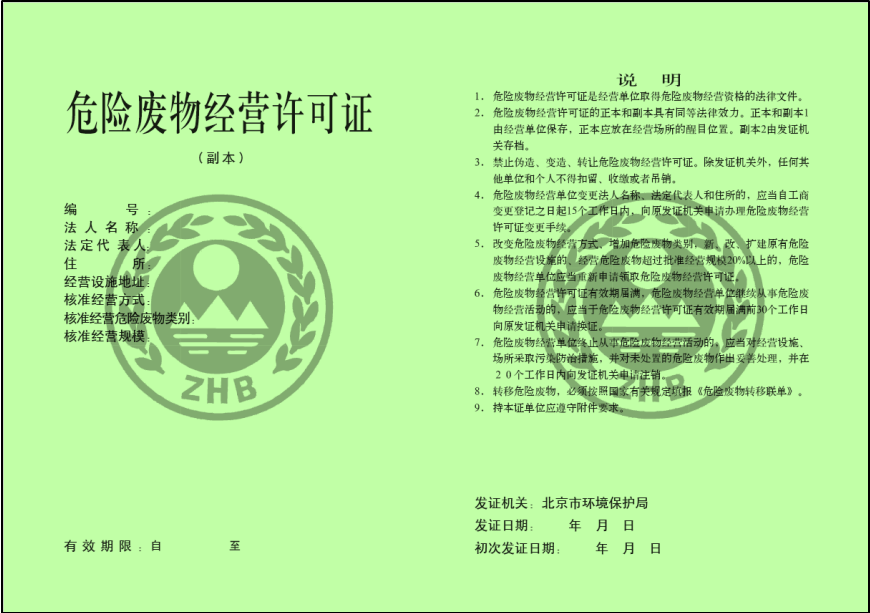 危险废物经营许可证
（副本）
编 号：
法人名称：
法定代表人：
住 所：
经营设施地址：
核准经营方式：
核准经营危险废物类别：
核准经营规模：
ZHB
有效期限：自 至
说 明
1. 危险废物经营许可证是经营单位取得危险废物经营资格的法律文件。
2. 危险废物经营许可证的正本和副本具有同等法律效力。正本和副本1
由经营单位保存，正本应放在经营场所的醒目位置。副本2由发证机
关存档。
3. 禁止伪造、变造、转让危险废物经营许可证。除发证机关外，任何其
他单位和个人不得扣留、收缴或者吊销。
4. 危险废物经营单位变更法人名称、法定代表人和住所的，应当自工商
变更登记之日起15个工作日内，向原发证机关申请办理危险废物经营
许可证变更手续。
5. 改变危险废物经营方式、增加危险废物类别，新、改、扩建原有危险
废物经营设施的、经营危险废物超过批准经营规模20%以上的，危险
废物经营单位应当重新申请领取危险废物经营许可证。
6. 危险废物经营许可证有效期届满，危险废物经营单位继续从事危险废
物经营活动的，应当于危险废物经营许可证有效期届满前30个工作日
向原发证机关申请换证。
7. 危险废物经营单位终止从事危险废物经营活动的，应当对经营设施、
场所采取污染防治措施，并对未处置的危险废物作出妥善处理，并在
２０个工作日内向发证机关申请注销。
8. 转移危险废物，必须按照国家有关规定填报《危险废物转移联单》。
9. 持本证单位应遵守附件要求。
ZHB
发证机关：北京市环境保护局
发证日期： 年 月 日
初次发证日期： 年 月 日